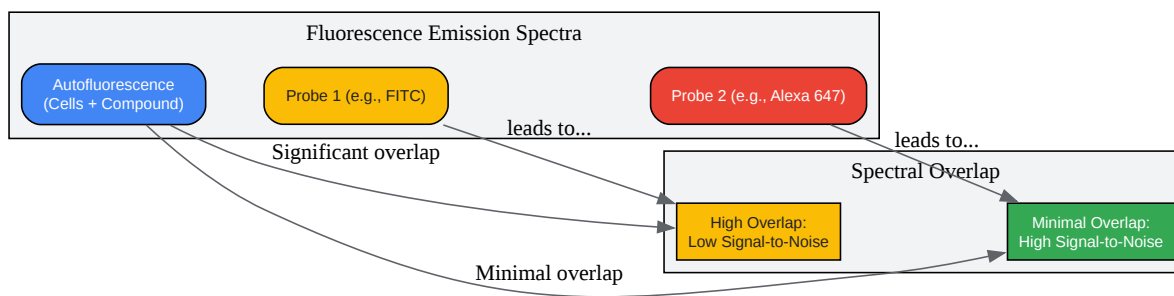 Fluorescence Emission Spectra
Autofluorescence
(Cells + Compound)
Probe 1 (e.g., FITC)
Probe 2 (e.g., Alexa 647)
leads to...
leads to...
Significant overlap
Spectral Overlap
High Overlap:
Low Signal-to-Noise
Minimal Overlap:
High Signal-to-Noise
Minimal overlap